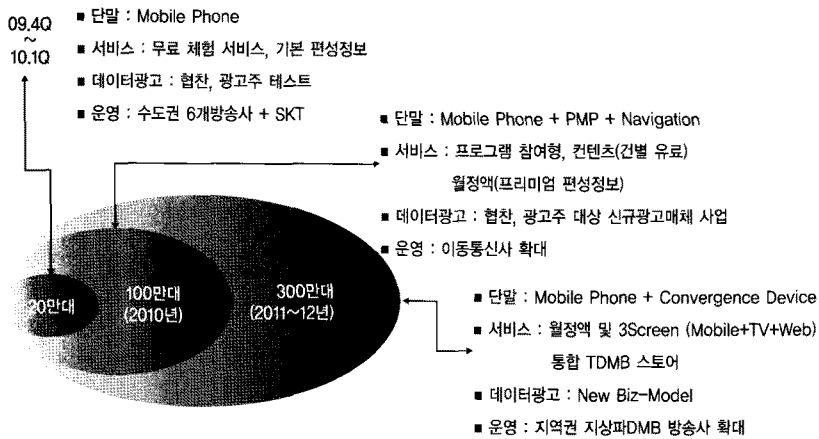 09.4Q
~
10.1Q
■ 단말 : Mobile Phone
■ 서비스 : 무료 체험 서비스, 기본 편성정보
■ 데이터광고 : 협찬, 광고주 테스트
■ 운영 : 수도권 6개방송사 + SKT
■ 단말 : Mobile Phone + PMP + Navigation
■ 서비스 : 프로그램 참여형, 컨텐츠(건별 유료)
월정액(프리미엄 편성정보)
■ 데이터광고 : 협찬, 광고주 대상 신규광고매체 사업
■ 운영 : 이동통신사 확대
20만대
100만대
(2010년)
300만대
(2011~12년)
■ 단말 : Mobile Phone + Convergence Device
■ 서비스 : 월정액 및 3Screen (Mobile+TV+Web)
통합 TDMB 스토어
■ 데이터광고 : New Biz-Model
■ 운영 : 지역권 지상파DMB 방송사 확대